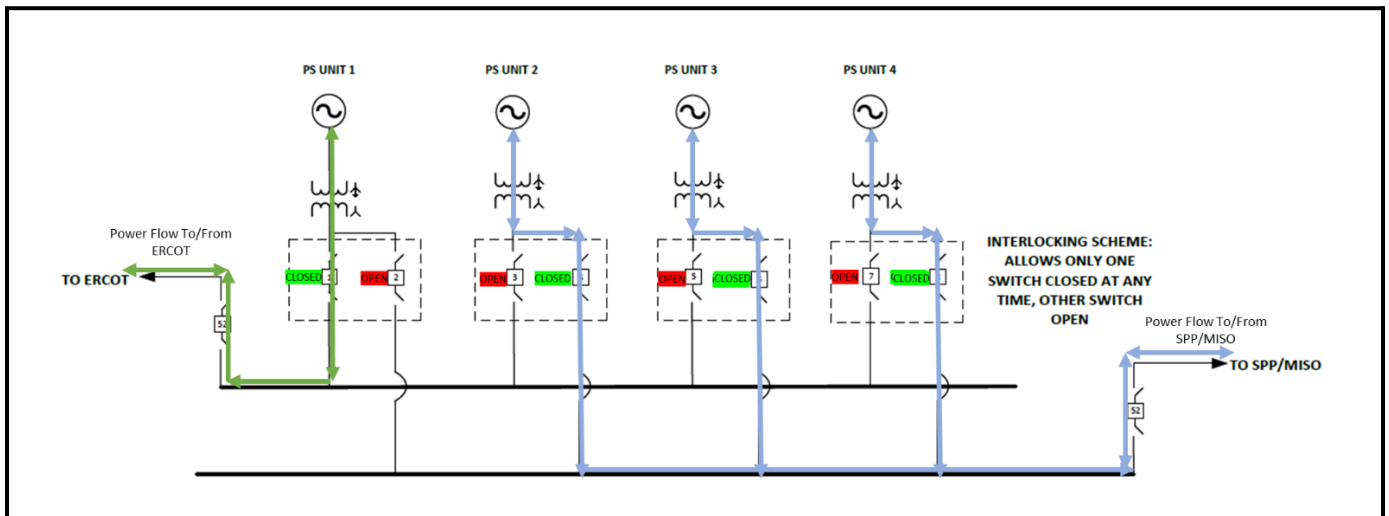 PS UNIT 1
PS UNIT 2
PS UNIT 3
PS UNIT 4
Power Flow To/From
ERCOT
TO ERCOT
52
CLOSED
OPEN
2
OPEN
3
CLOSED
OPEN
5
CLOSED
OPEN
7
CLOSED
INTERLOCKING SCHEME:
ALLOWS ONLY ONE
SWITCH CLOSED AT ANY
TIME, OTHER SWITCH
OPEN
Power Flow To/From
SPP/MISO
TO SPP/MISO
52